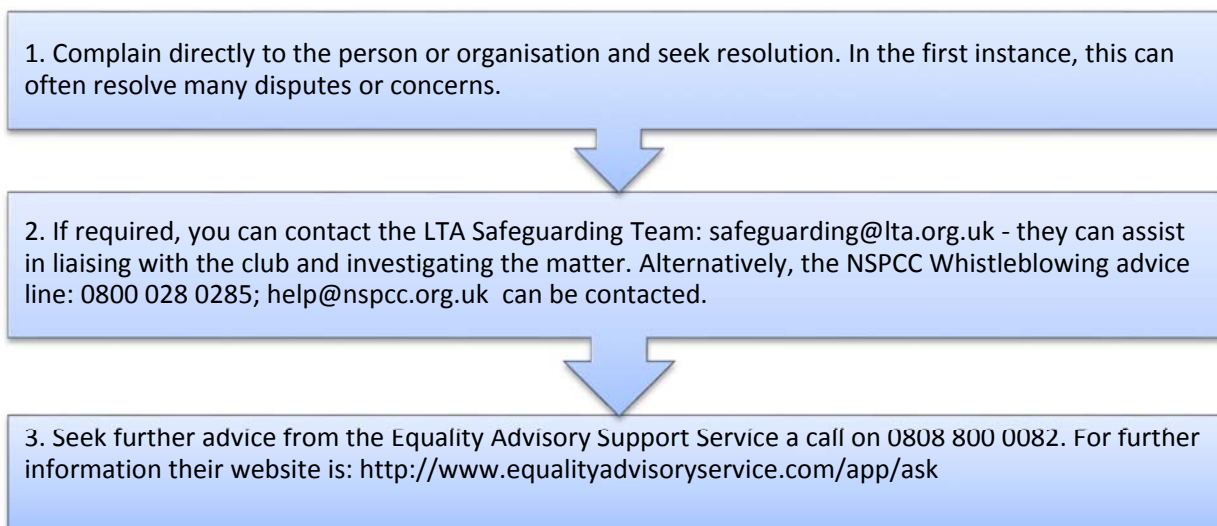 1. Complain directly to the person or organisation and seek resolution. In the first instance, this can
often resolve many disputes or concerns.
2. If required, you can contact the LTA Safeguarding Team: safeguarding@lta.org.uk - they can assist
in liaising with the club and investigating the matter. Alternatively, the NSPCC Whistleblowing advice
line: 0800 028 0285; help@nspcc.org.uk can be contacted.
3. Seek further advice from the Equality Advisory Support Service a call on 0808 800 0082. For further
information their website is: http://www.equalityadvisoryservice.com/app/ask